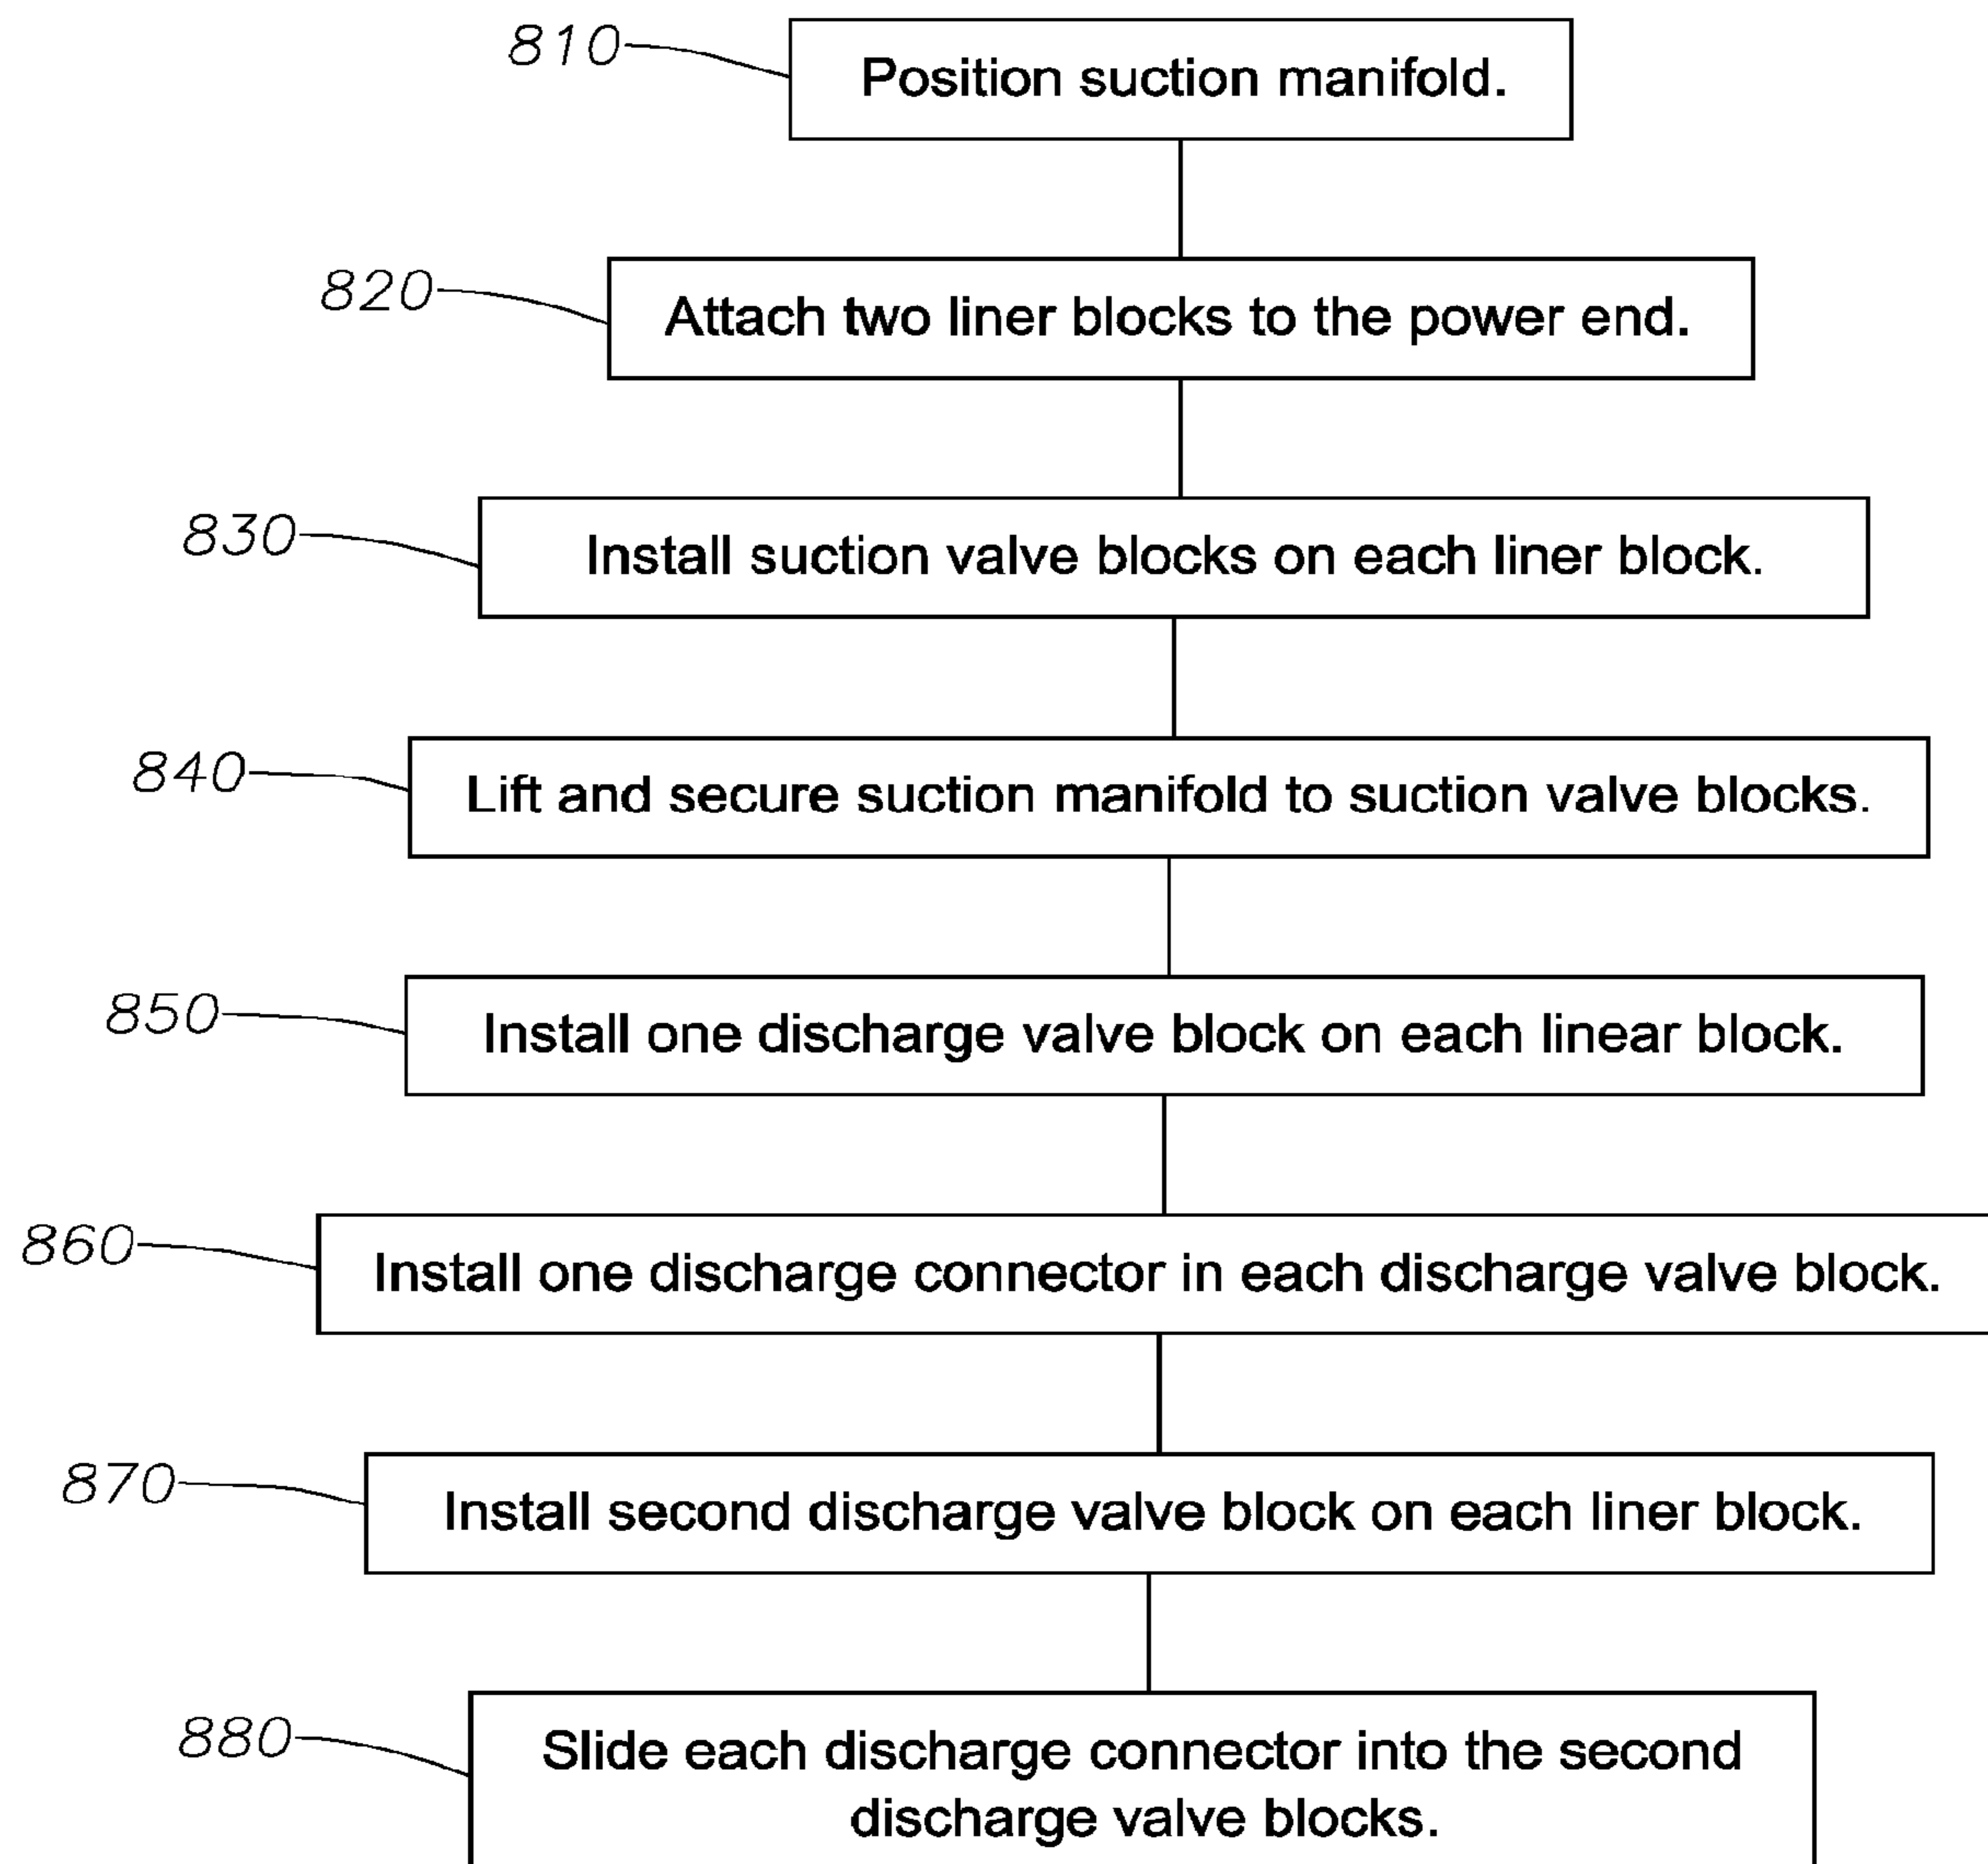 810
Position suction manifold.
820
Attach two liner blocks to the power end.
830
Install suction valve blocks on each liner block.
840
Lift and secure suction manifold to suction valve blocks.
850
Install one discharge valve block on each linear block.
860
Install one discharge connector in each discharge valve block.
870
Install second discharge valve block on each liner block.
880
Slide each discharge connector into the second
discharge valve blocks.